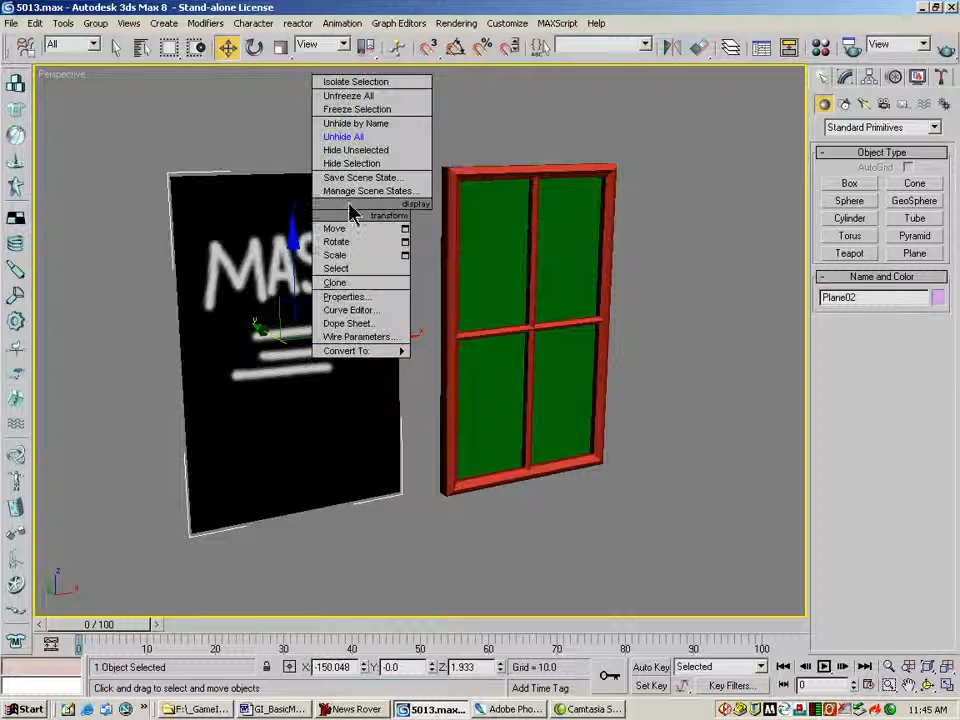 5013.max - Autodesk 3ds Max 8 - Stand-alone License
File Edit Tools Group Views Create Modifiers Character reactor Animation Graph Editors Rendering Customize MAXScript Help
All View View
Perspective
Isolate Selection
Unfreeze All
Freeze Selection
Unhide by Name
Unhide All
Hide Unselected
Hide Selection
Save Scene State...
Manage Scene States...
display
transform
Move
Rotate
Scale
Select
Clone
Properties...
Curve Editor...
Dope Sheet...
Wire Parameters...
Convert To:
MAS
z
y
x
Standard Primitives
- Object Type
AutoGrid
Box Cone
Sphere GeoSphere
Cylinder Tube
Torus Pyramid
Teapot Plane
- Name and Color
Plane02
0 / 100
10 20 30 40 50 60 70 80 90 100
1 Object Selected X: -150.048 Y: -0.0 Z: 1.933 Grid = 10.0 Auto Key Selected
Click and drag to select and move objects Add Time Tag Set Key Key Filters... 0
Start F:\_GameI... GI_BasicM... News Rover 5013.max... Adobe Pho... Camtasia S... 11:45 AM